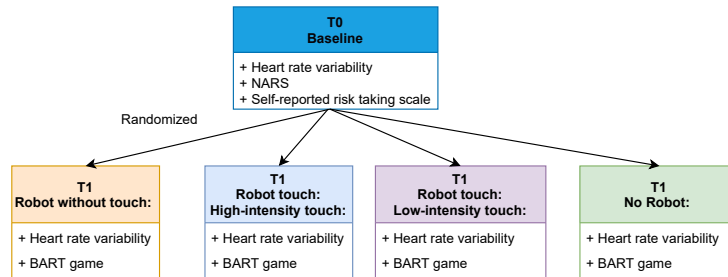 T0
Baseline
+ Heart rate variability
+ NARS
+ Self-reported risk taking scale
Randomized
T1
Robot without touch:
+ Heart rate variability
+ BART game
T1
Robot touch:
High-intensity touch:
+ Heart rate variability
+ BART game
T1
Robot touch:
Low-intensity touch:
+ Heart rate variability
+ BART game
T1
No Robot:
+ Heart rate variability
+ BART game